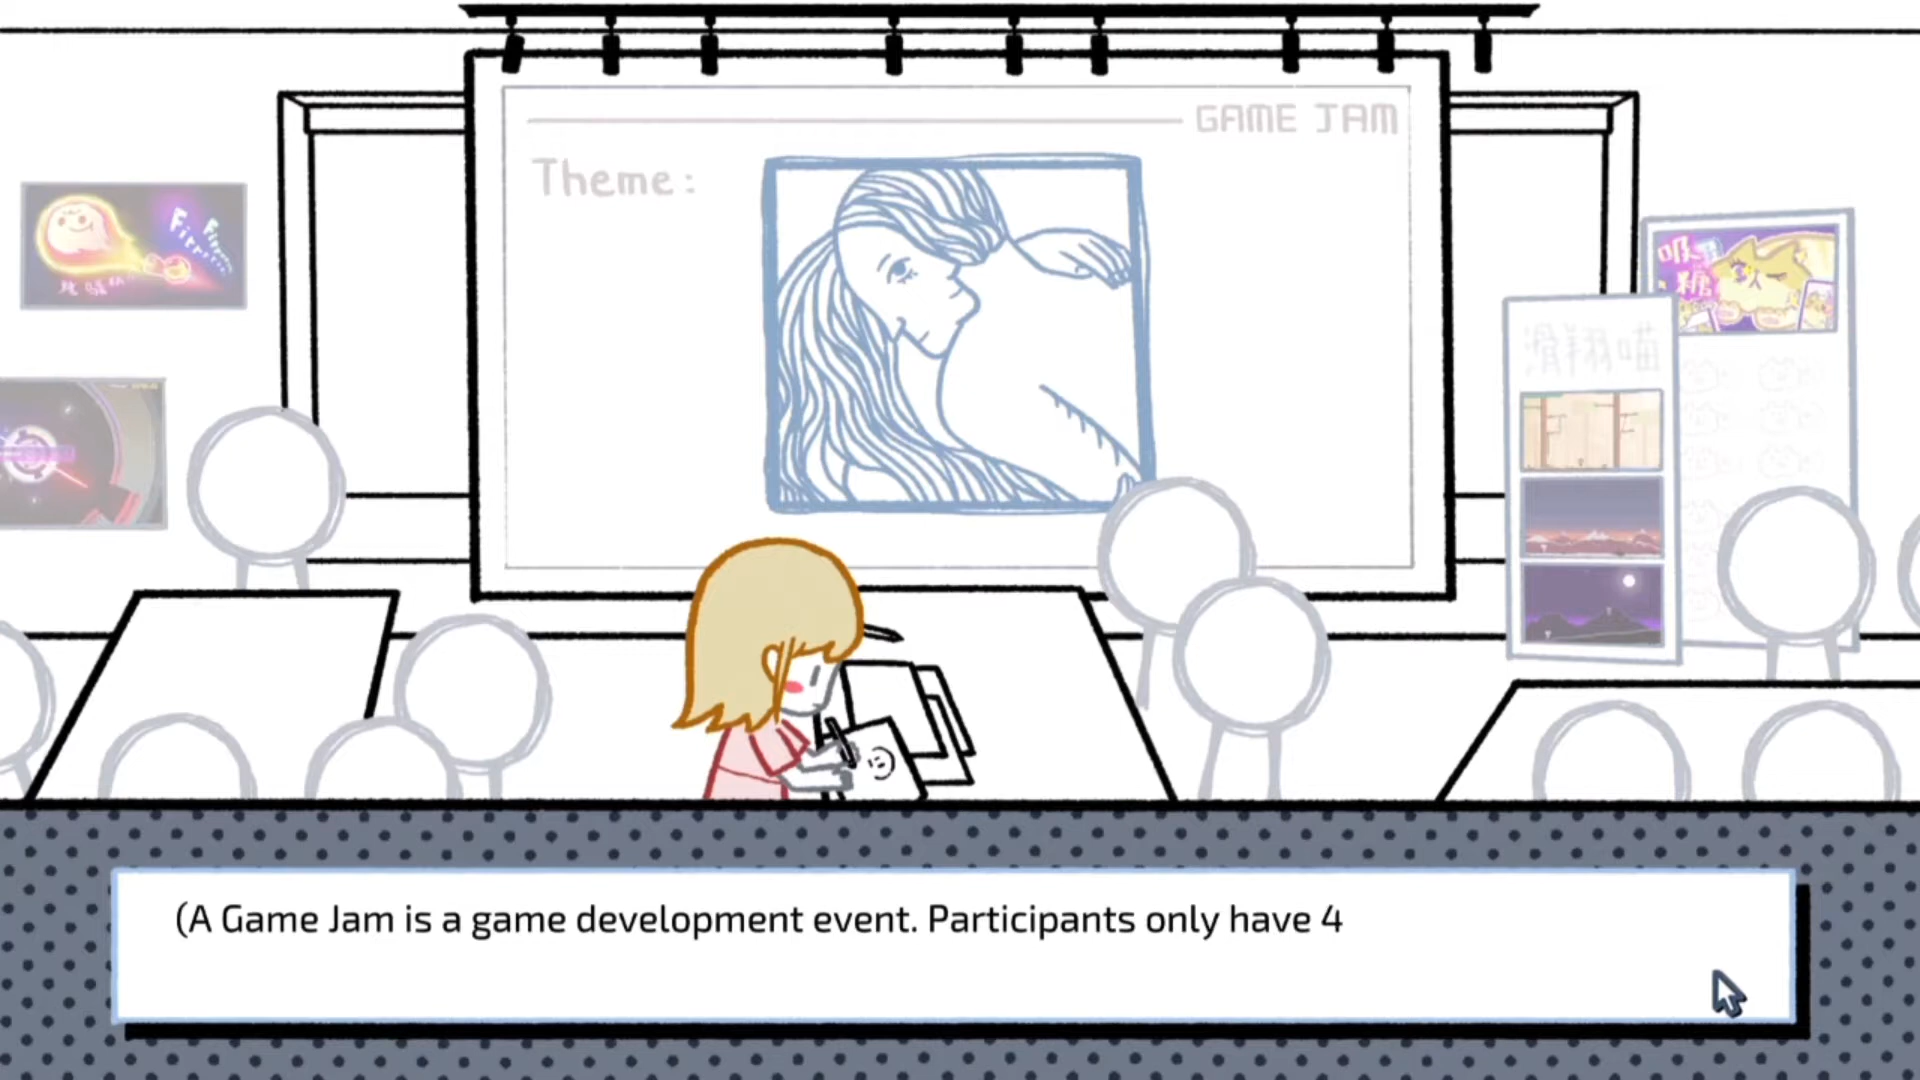 GAME JAM
Theme:
滑翔喵
(A Game Jam is a game development event. Participants only have 4